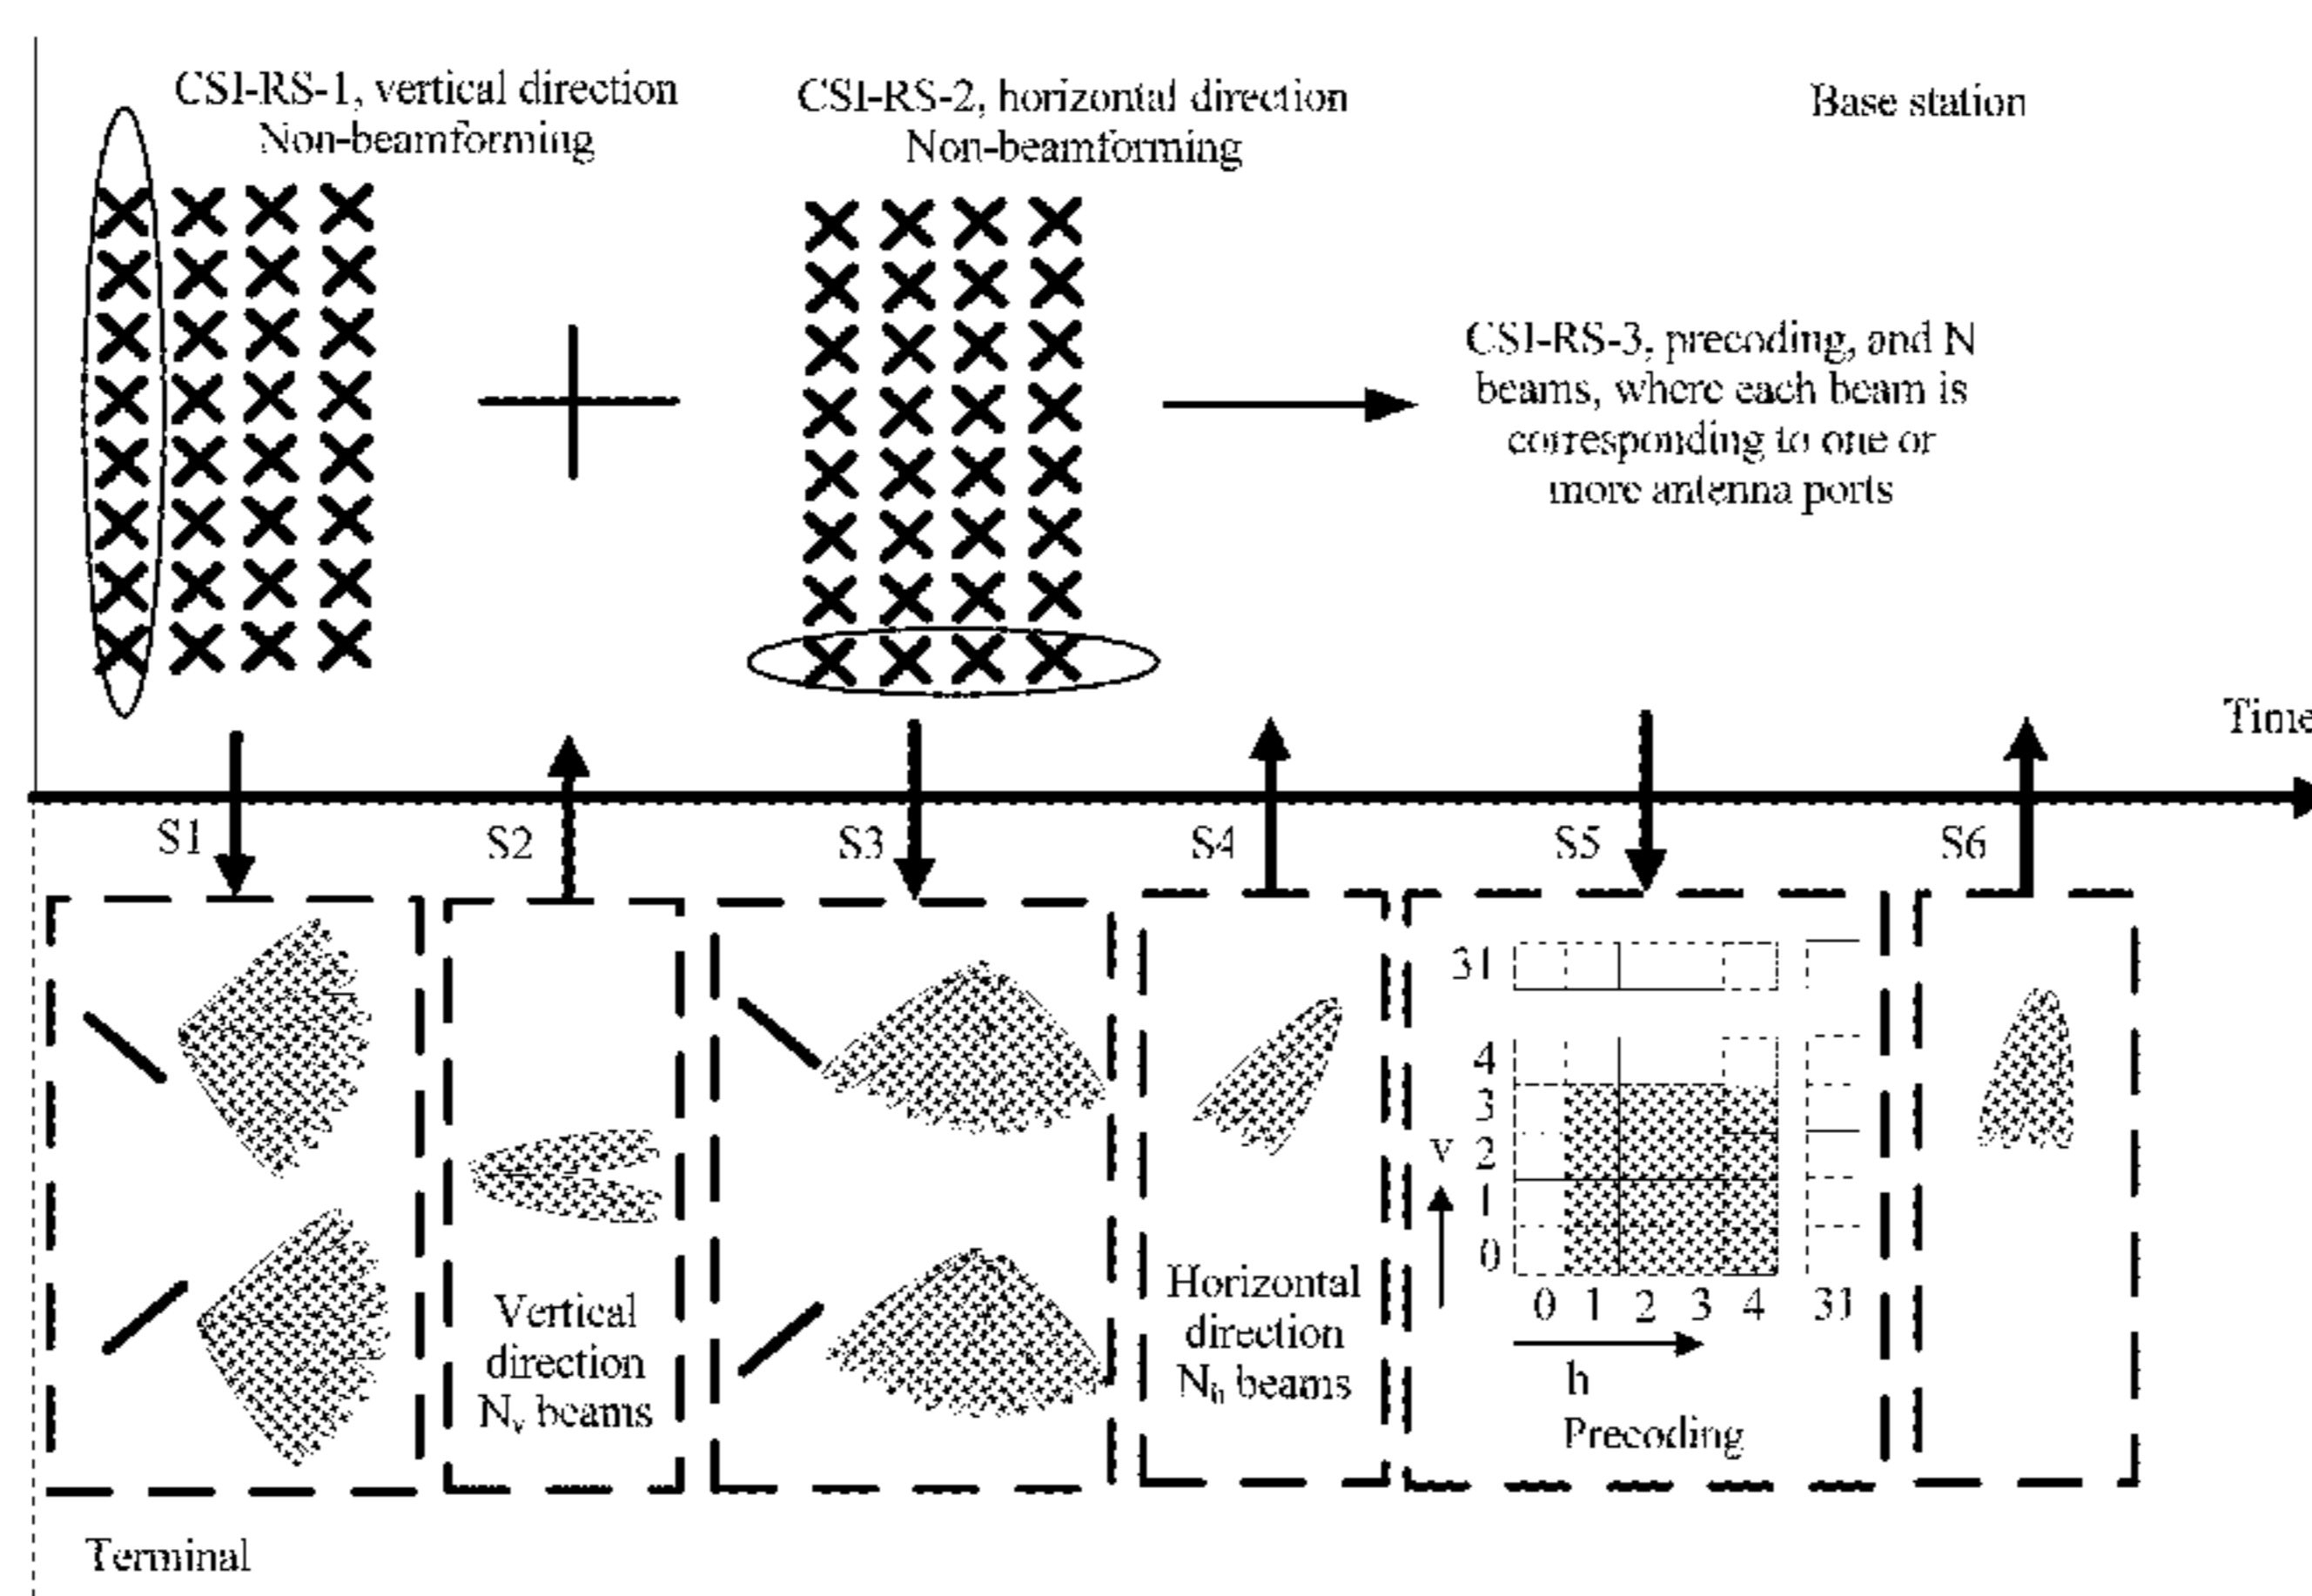 CSI-RS-1, vertical direction
Non-beamforming
CSI-RS-2, horizontal direction
Non-beamforming
Base station
CSI-RS-3, precoding, and N
beams, where each beam is
corresponding to one or
more antenna ports
Time
S1
S2
S3
S4
S5
S6
Vertical
direction
Nv beams
Horizontal
direction
Nh beams
31
4
3
2
1
0
v
0 1 2 3 4 31
h
Precoding
Terminal